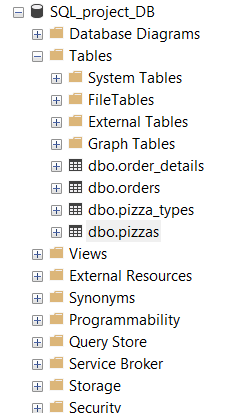 SQL_project_DB
Database Diagrams
Tables
System Tables
FileTables
External Tables
Graph Tables
dbo.order_details
dbo.orders
dbo.pizza_types
dbo.pizzas
Views
External Resources
Synonyms
Programmability
Query Store
Service Broker
Storage
Security